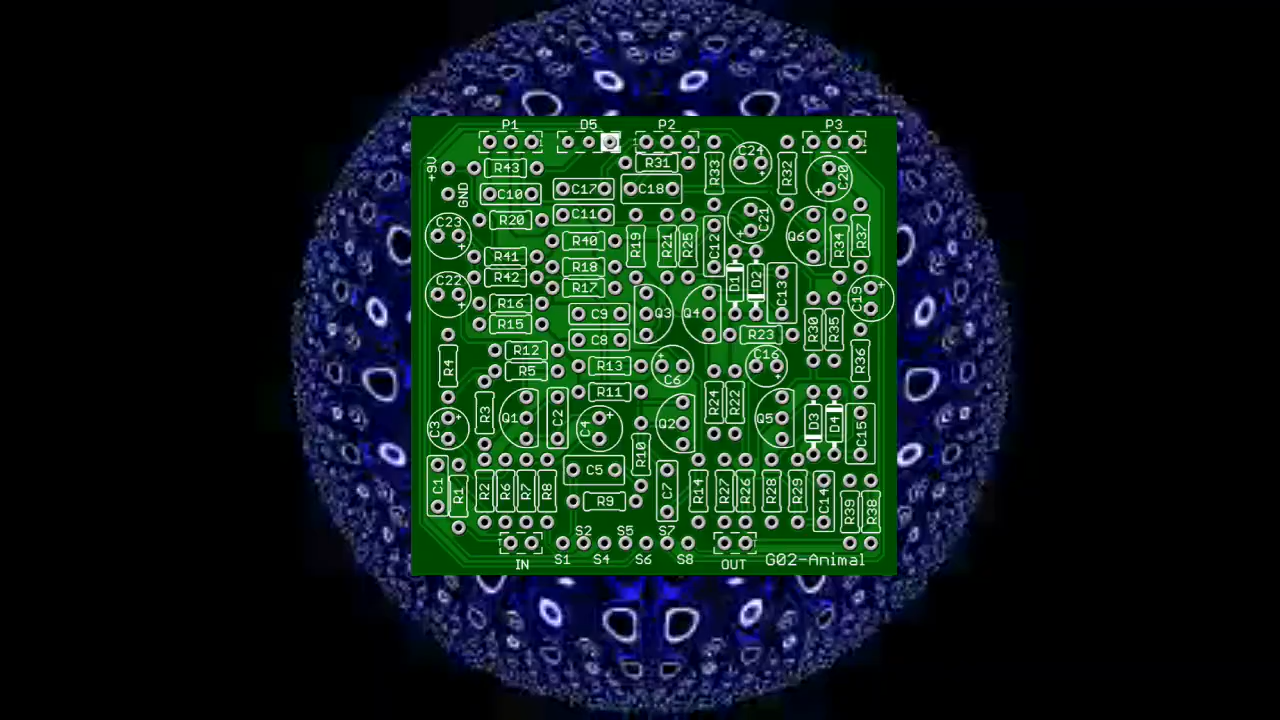 P1 D5 P2 P3
+9V R43 R31 R33 C24 R32 C20
GND C10 C17 C18
C23 R20 C11 C21
R40 R19 R21 R25 C12 Q6 R34 R37
R41 R18
C22 R42 R17 D1 D2 C13 C19
R16 C9 Q3 Q4
R15 C8 R23 R30 R35
R4 R12 R13 C6 C16 R36
R5
R3 R11 R24 R22
C3 Q1 C2 C4 Q2 Q5 D3 D4 C15
R10
C1 R1 R2 R6 R7 R8 C5 C7 R14 R27 R26 R28 R29 C14
R9 R39 R38
S2 S5 S7
IN S1 S4 S6 S8 OUT G02-Animal